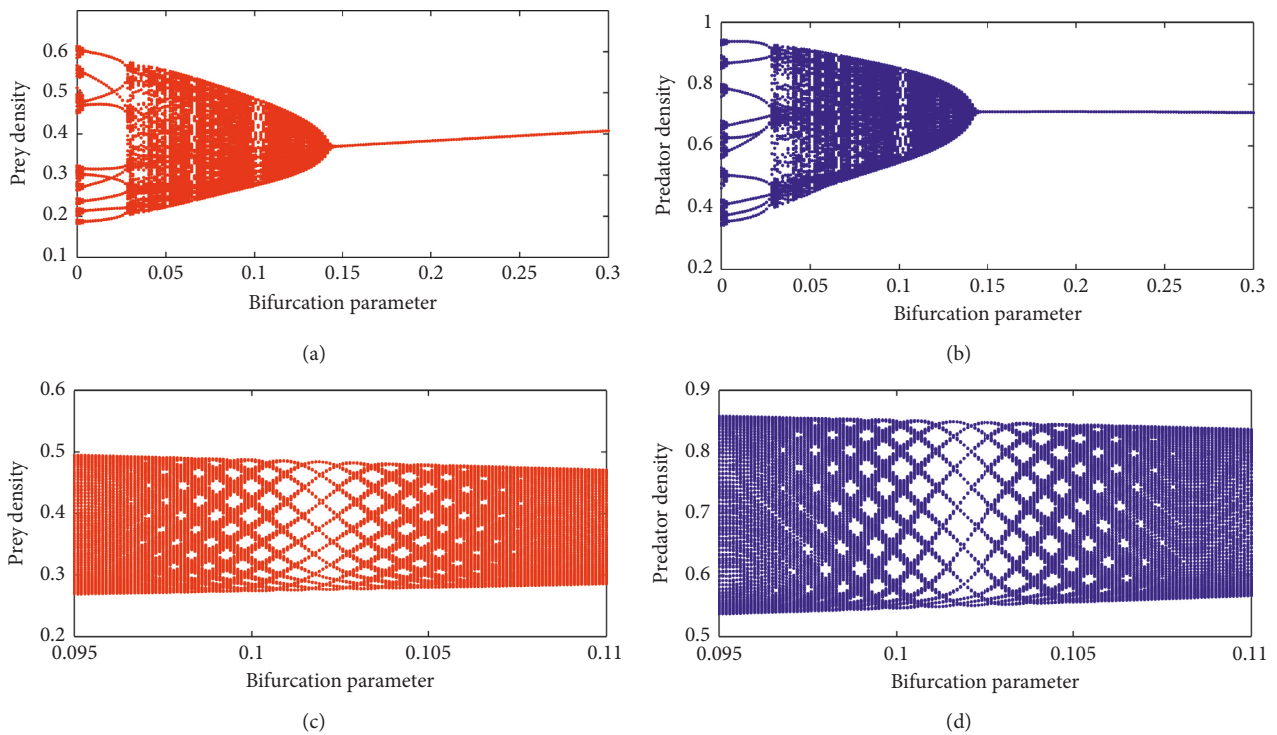 0.6
0.5
0.4
0.3
0.2
0.1
Prey density
0 0.05 0.1 0.15 0.2 0.25 0.3
Bifurcation parameter
(a)
1
0.8
0.6
0.4
0.2
Predator density
0 0.05 0.1 0.15 0.2 0.25 0.3
Bifurcation parameter
(b)
0.6
0.5
0.4
0.3
0.2
Prey density
0.095 0.1 0.105 0.11
Bifurcation parameter
(c)
0.9
0.8
0.7
0.6
0.5
Predator density
0.095 0.1 0.105 0.11
Bifurcation parameter
(d)